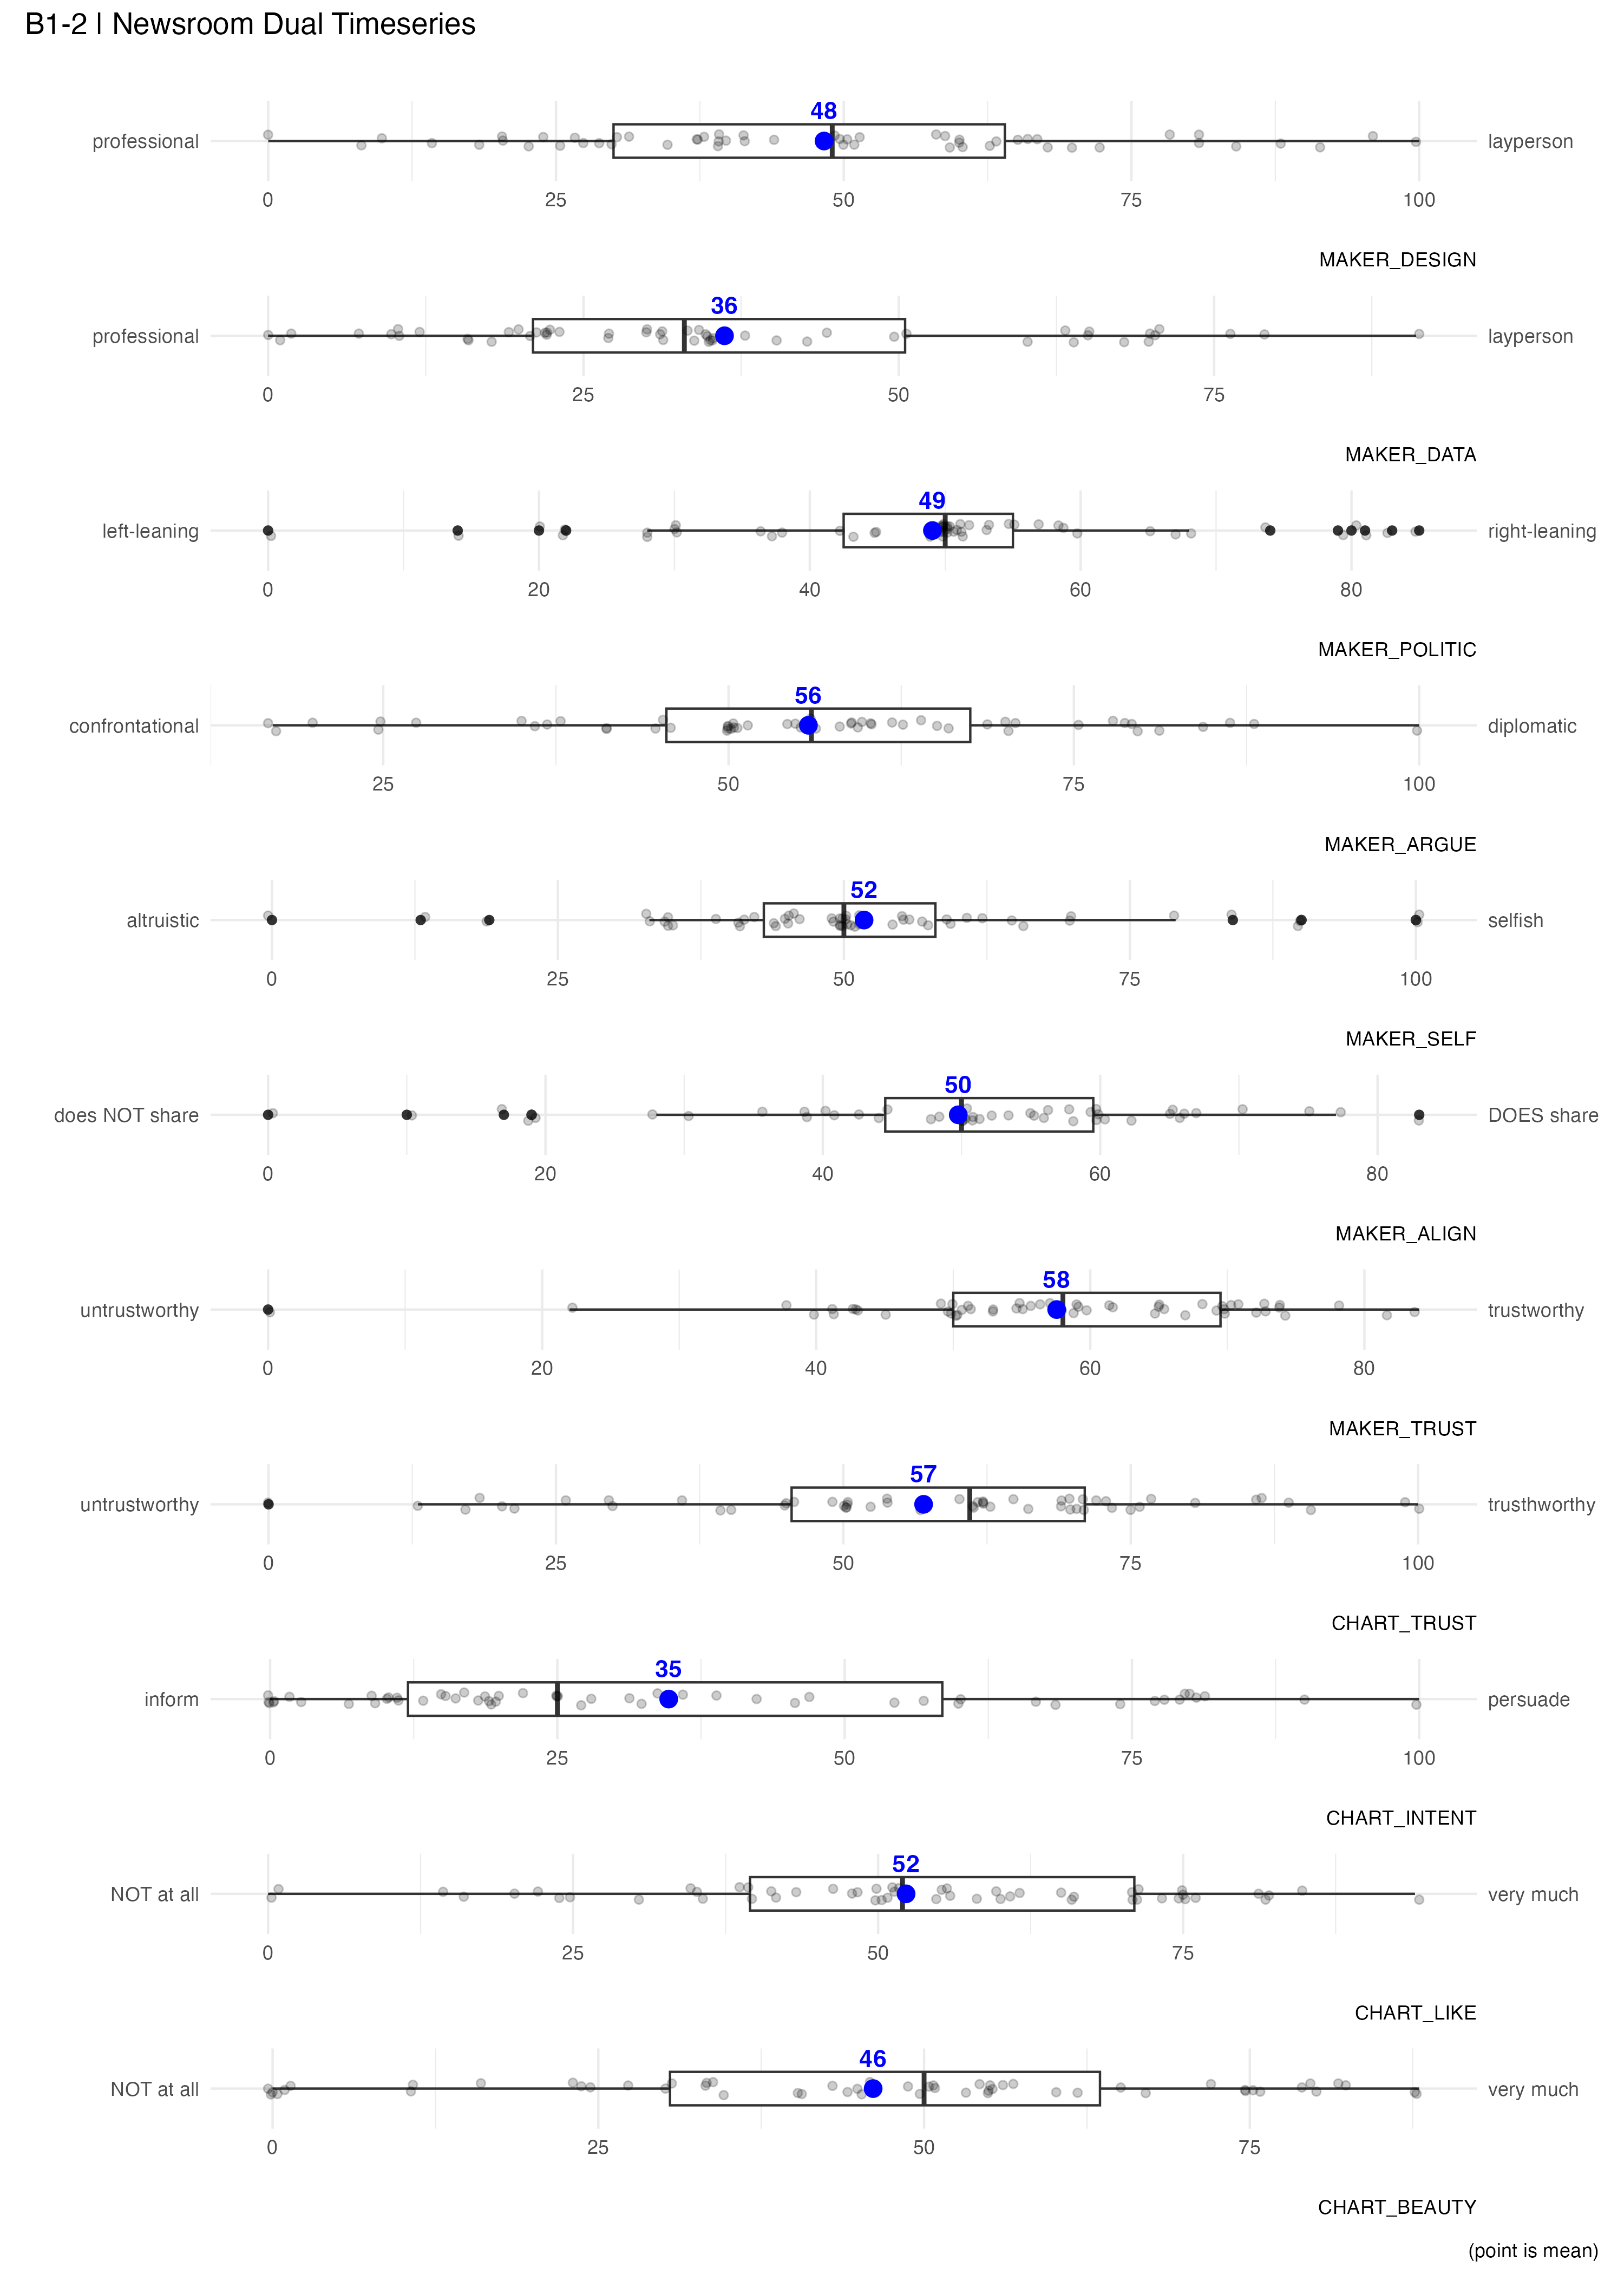 B1-2 | Newsroom Dual Timeseries
48
professional layperson
0 25 50 75 100
MAKER_DESIGN
36
professional layperson
0 25 50 75
MAKER_DATA
49
left-leaning right-leaning
0 20 40 60 80
MAKER_POLITIC
56
confrontational diplomatic
25 50 75 100
MAKER_ARGUE
52
altruistic selfish
0 25 50 75 100
MAKER_SELF
50
does NOT share DOES share
0 20 40 60 80
MAKER_ALIGN
58
untrustworthy trustworthy
0 20 40 60 80
MAKER_TRUST
57
untrustworthy trusthworthy
0 25 50 75 100
CHART_TRUST
35
inform persuade
0 25 50 75 100
CHART_INTENT
52
NOT at all very much
0 25 50 75
CHART_LIKE
46
NOT at all very much
0 25 50 75
CHART_BEAUTY
(point is mean)